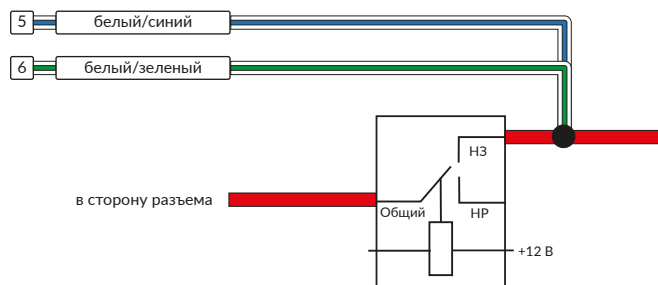 5 белый/синий
6 белый/зеленый
НЗ
в сторону разъема
Общий НР
+12 В